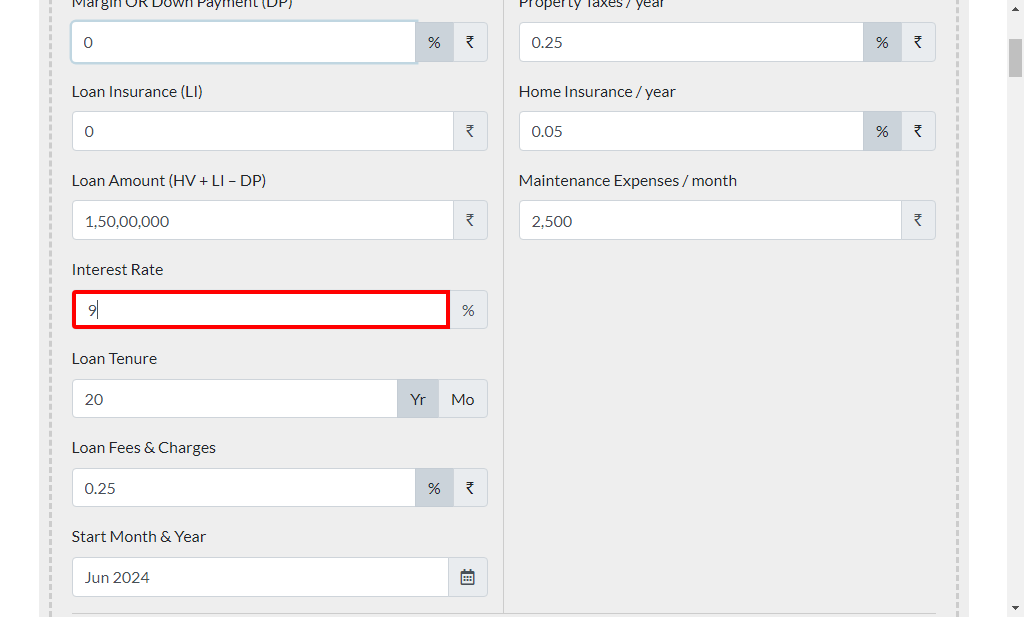 Margin OR Down Payment (DP)
0 % ₹
Loan Insurance (LI)
0 ₹
Loan Amount (HV + LI – DP)
1,50,00,000 ₹
Interest Rate
9 %
Loan Tenure
20 Yr Mo
Loan Fees & Charges
0.25 % ₹
Start Month & Year
Jun 2024
Property Taxes / year
0.25 % ₹
Home Insurance / year
0.05 % ₹
Maintenance Expenses / month
2,500 ₹